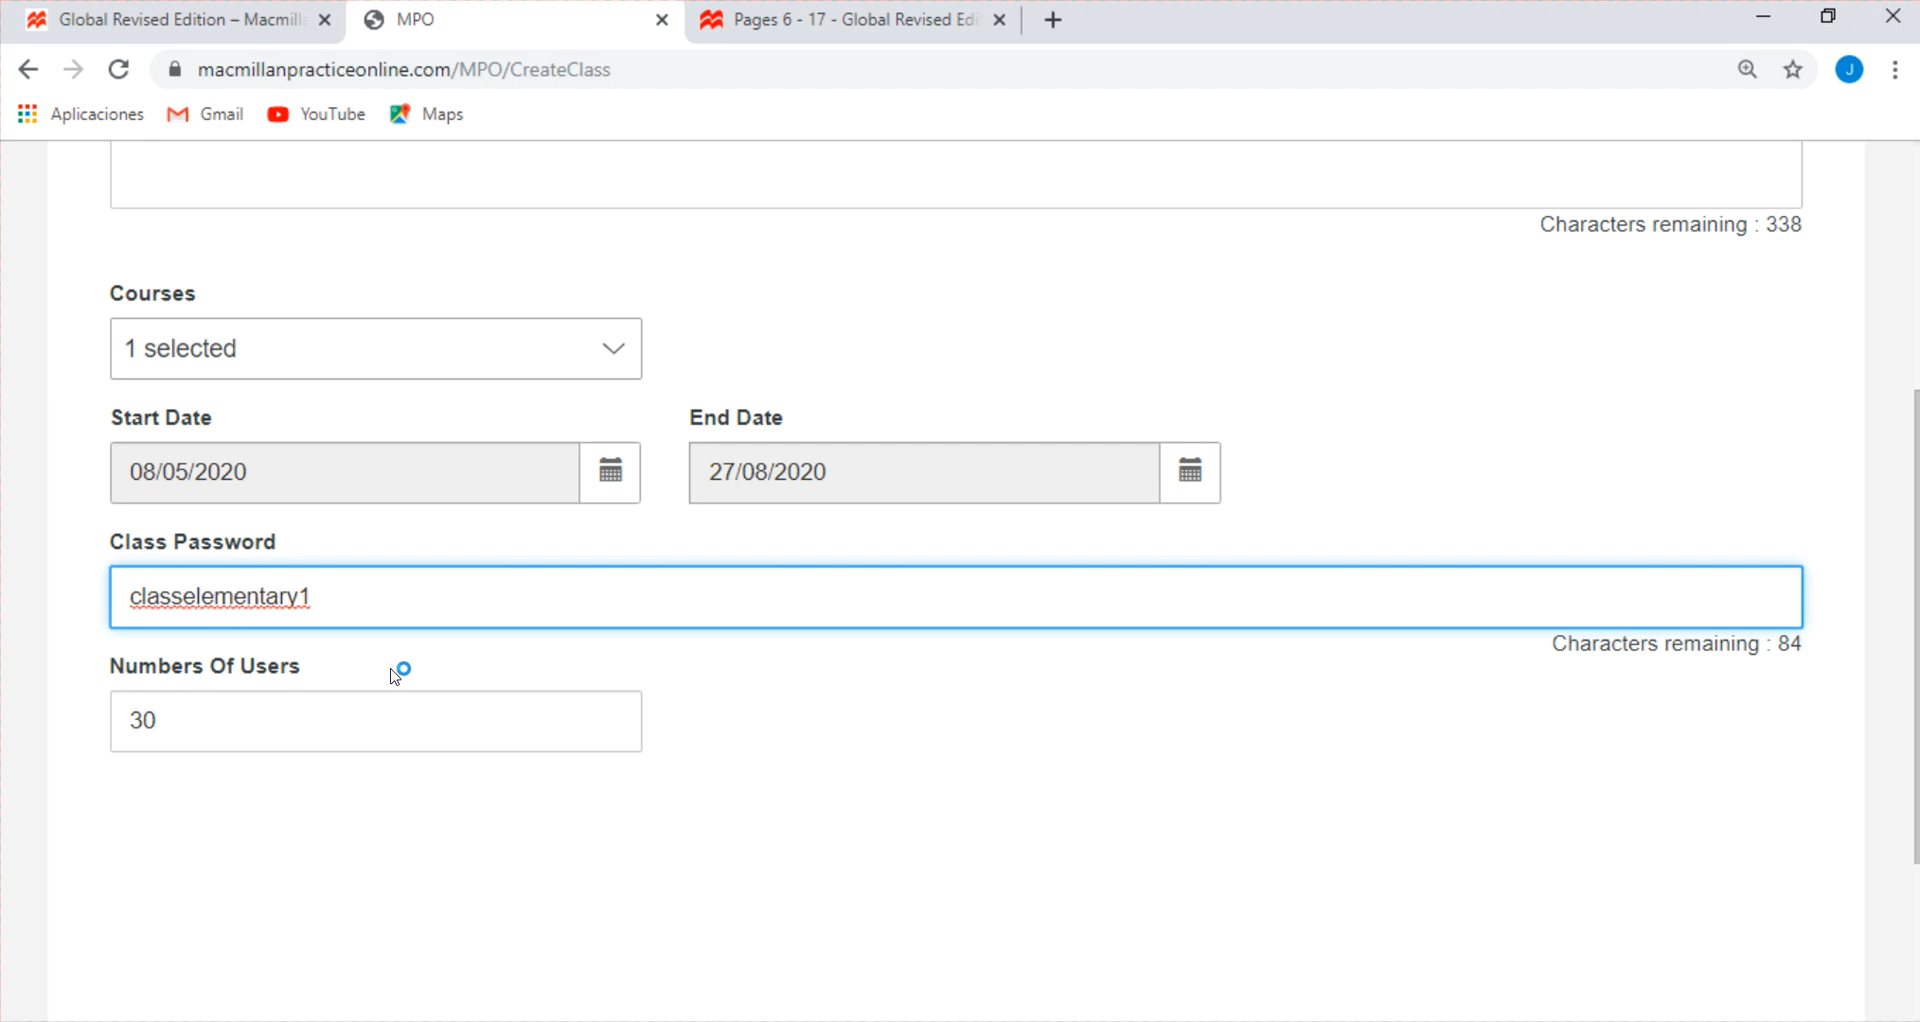 Global Revised Edition – Macmill
MPO
Pages 6 - 17 - Global Revised Edi
macmillanpracticeonline.com/MPO/CreateClass
J
Aplicaciones
Gmail
YouTube
Maps
Characters remaining : 338
Courses
1 selected
Start Date
End Date
08/05/2020
27/08/2020
Class Password
classelementary1
Characters remaining : 84
Numbers Of Users
30